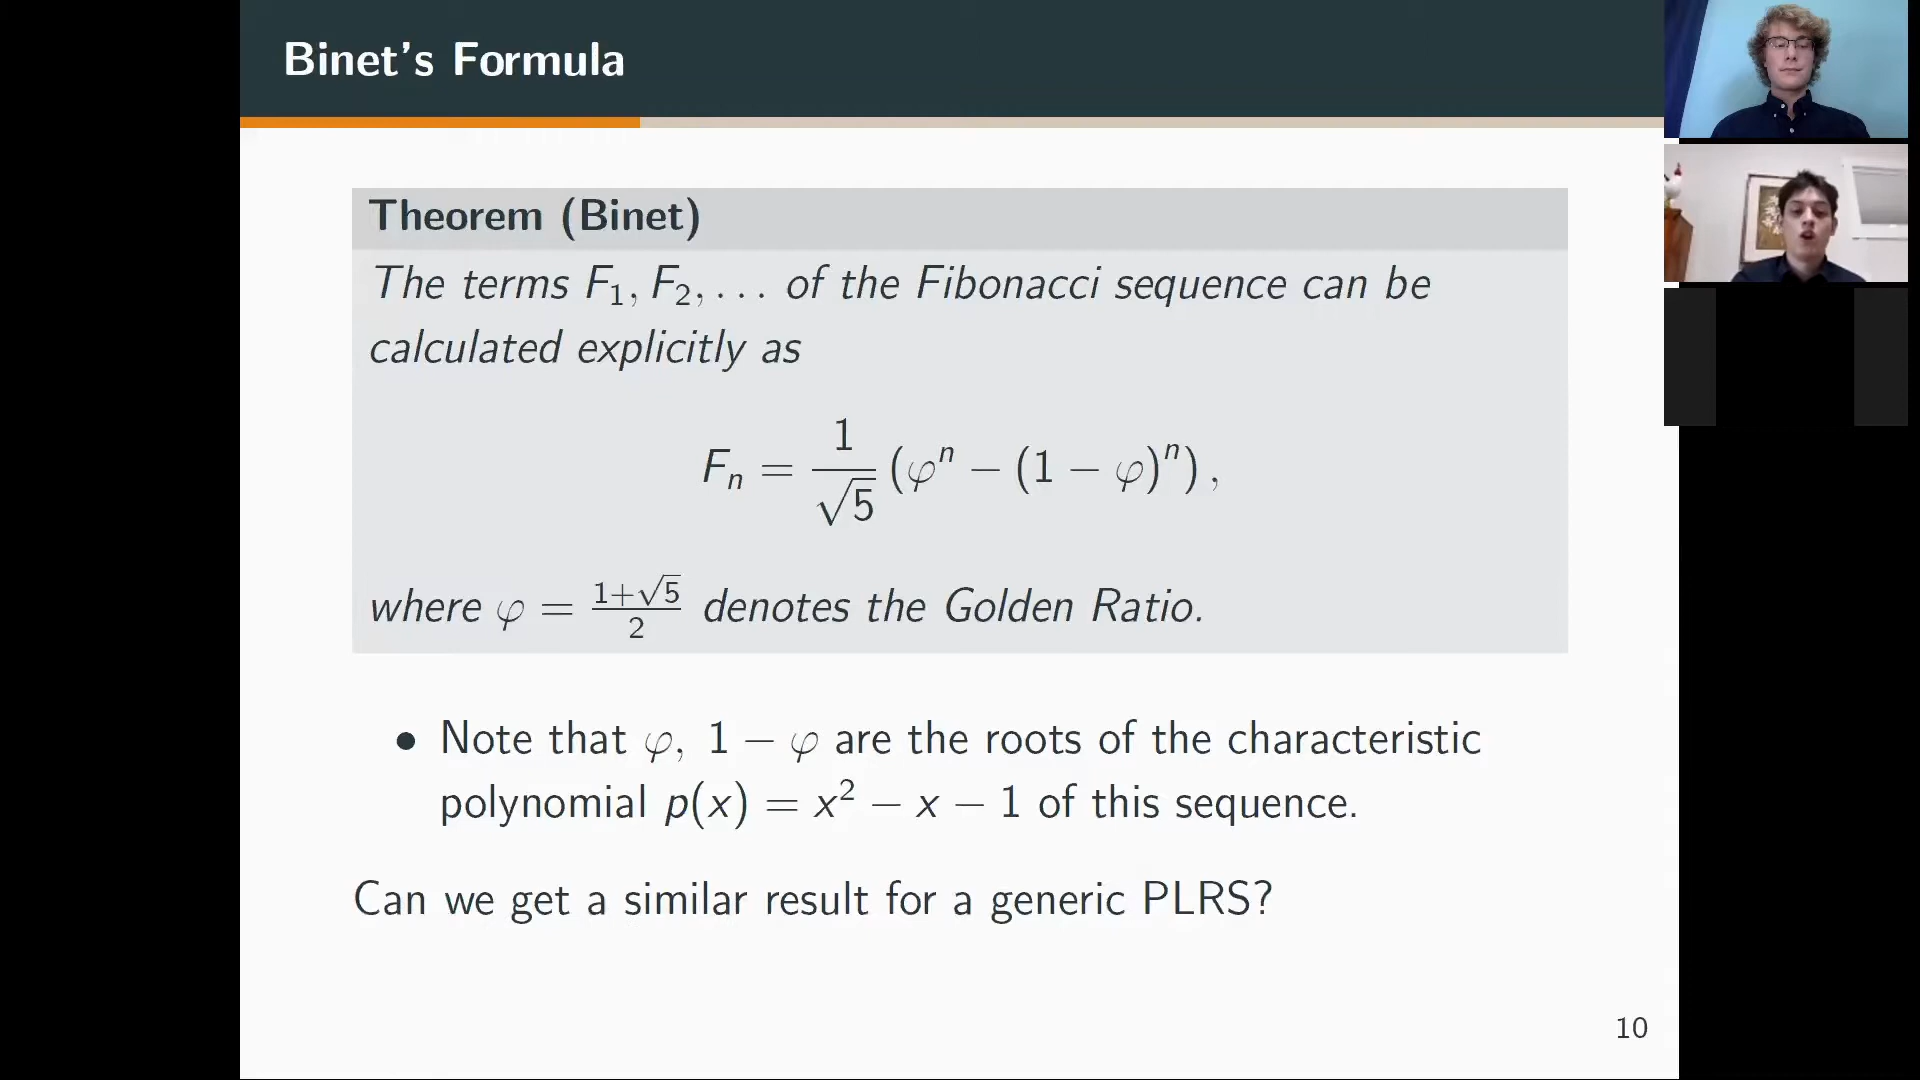 Binet's Formula
Theorem (Binet)
The terms F₁, F₂, . . . of the Fibonacci sequence can be
calculated explicitly as
Fₙ = 1/√5 (φⁿ − (1 − φ)ⁿ) ,
where φ = (1+√5)/2 denotes the Golden Ratio.
• Note that φ, 1 − φ are the roots of the characteristic
polynomial p(x) = x² − x − 1 of this sequence.
Can we get a similar result for a generic PLRS?
10